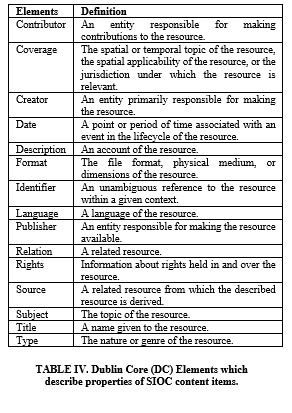 Elements Definition
Contributor An entity responsible for making
contributions to the resource.
Coverage The spatial or temporal topic of the resource,
the spatial applicability of the resource, or the
jurisdiction under which the resource is
relevant.
Creator An entity primarily responsible for making
the resource.
Date A point or period of time associated with an
event in the lifecycle of the resource.
Description An account of the resource.
Format The file format, physical medium, or
dimensions of the resource.
Identifier An unambiguous reference to the resource
within a given context.
Language A language of the resource.
Publisher An entity responsible for making the resource
available.
Relation A related resource.
Rights Information about rights held in and over the
resource.
Source A related resource from which the described
resource is derived.
Subject The topic of the resource.
Title A name given to the resource.
Type The nature or genre of the resource.
TABLE IV. Dublin Core (DC) Elements which
describe properties of SIOC content items.